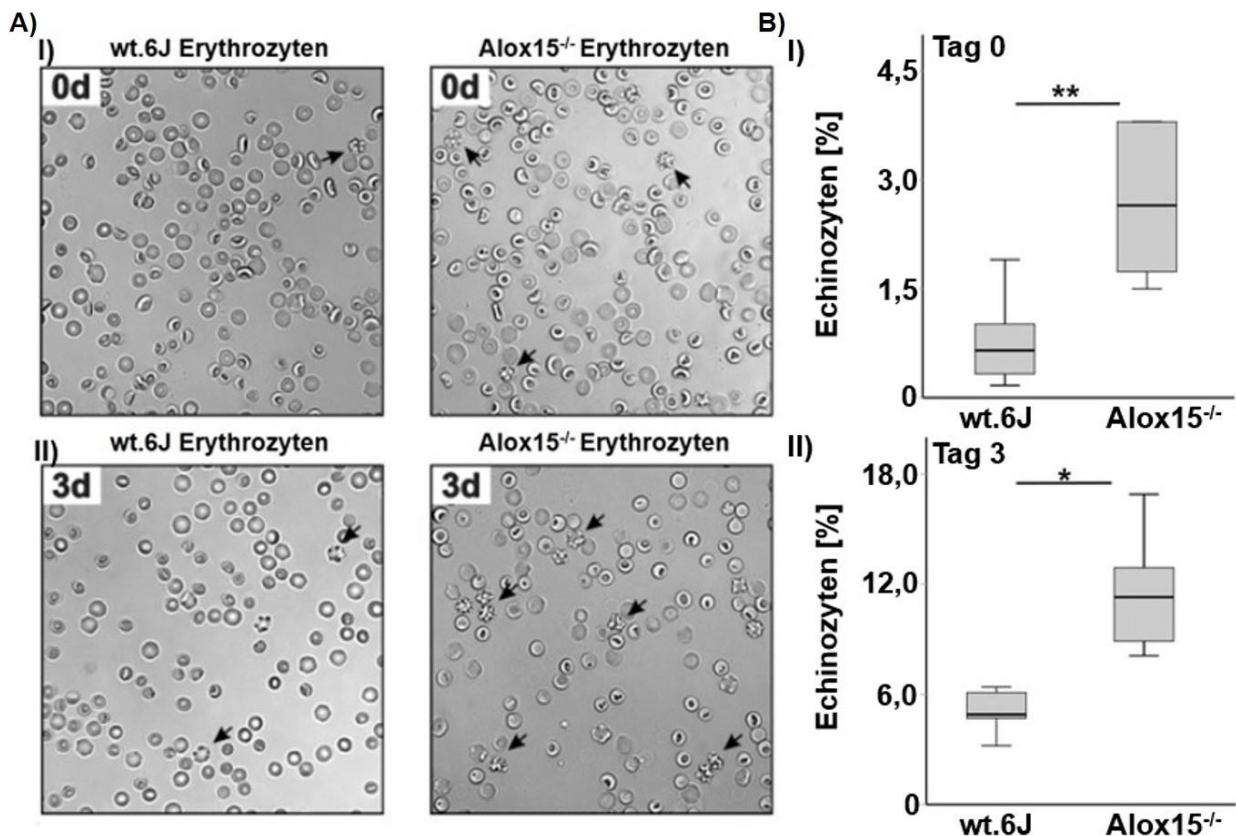 A)
I)
wt.6J Erythrozyten
Alox15-/- Erythrozyten
0d
0d
II)
wt.6J Erythrozyten
Alox15-/- Erythrozyten
3d
3d
B)
I)
Tag 0
Echinozyten [%]
4,5
3,0
1,5
0
**
wt.6J
Alox15-/-
II)
Tag 3
Echinozyten [%]
18,0
12,0
6,0
0
*
wt.6J
Alox15-/-